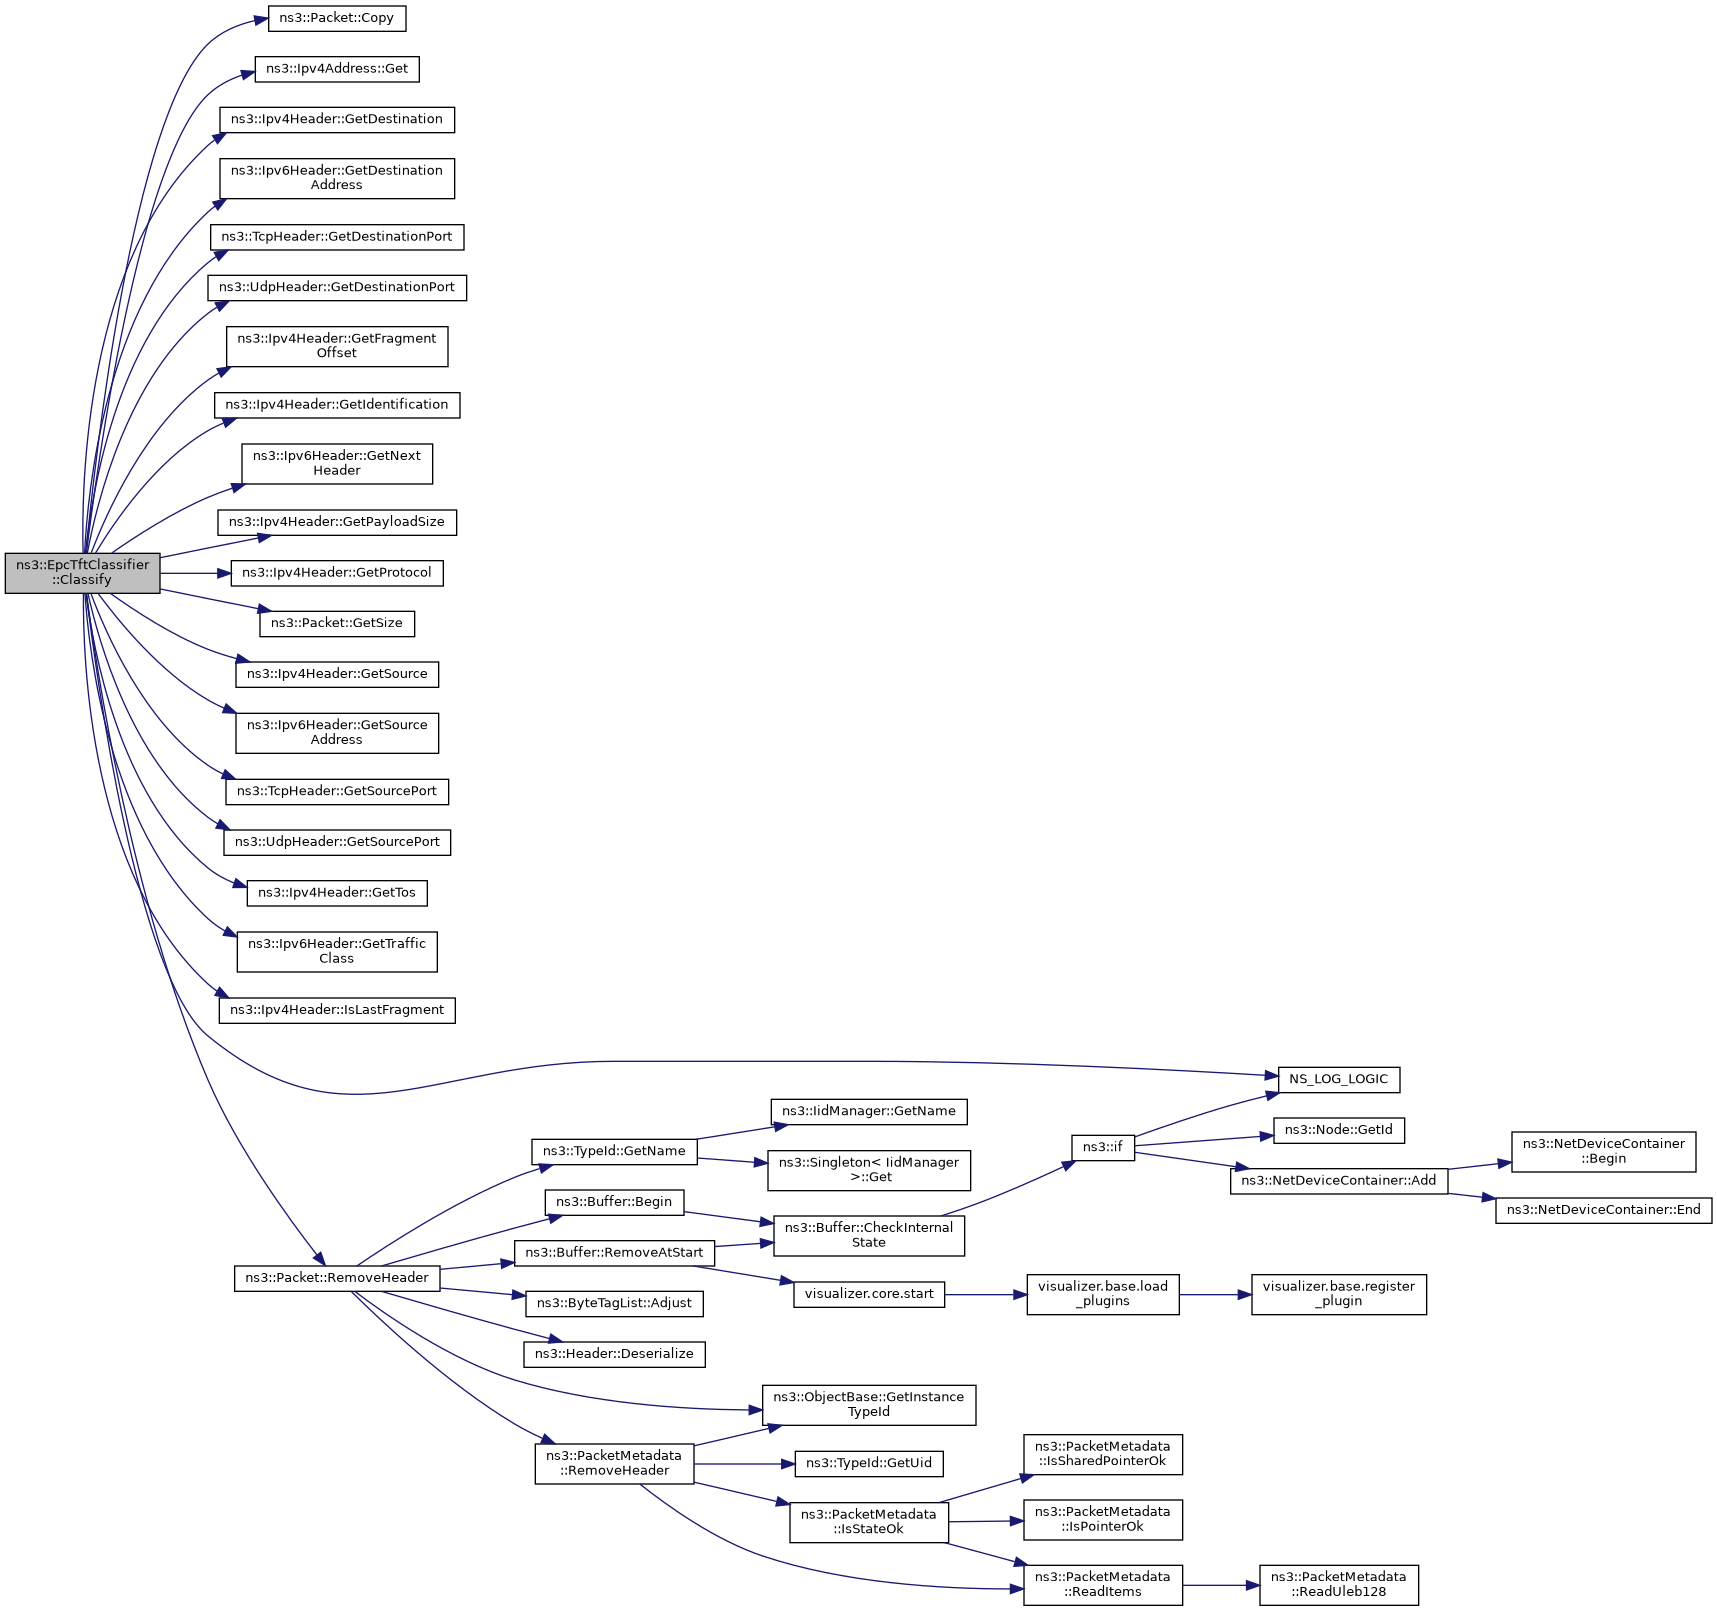 ns3::Packet::Copy
ns3::Ipv4Address::Get
ns3::Ipv4Header::GetDestination
ns3::Ipv6Header::GetDestination
Address
ns3::TcpHeader::GetDestinationPort
ns3::UdpHeader::GetDestinationPort
ns3::Ipv4Header::GetFragment
Offset
ns3::Ipv4Header::GetIdentification
ns3::Ipv6Header::GetNext
Header
ns3::Ipv4Header::GetPayloadSize
ns3::EpcTftClassifier
::Classify
ns3::Ipv4Header::GetProtocol
ns3::Packet::GetSize
ns3::Ipv4Header::GetSource
ns3::Ipv6Header::GetSource
Address
ns3::TcpHeader::GetSourcePort
ns3::UdpHeader::GetSourcePort
ns3::Ipv4Header::GetTos
ns3::Ipv6Header::GetTraffic
Class
ns3::Ipv4Header::IsLastFragment
NS_LOG_LOGIC
ns3::IidManager::GetName
ns3::Node::GetId
ns3::if
ns3::TypeId::GetName
ns3::NetDeviceContainer
::Begin
ns3::Singleton< IidManager
>::Get
ns3::NetDeviceContainer::Add
ns3::Buffer::Begin
ns3::NetDeviceContainer::End
ns3::Buffer::CheckInternal
State
ns3::Buffer::RemoveAtStart
ns3::Packet::RemoveHeader
visualizer.core.start
visualizer.base.load
_plugins
visualizer.base.register
_plugin
ns3::ByteTagList::Adjust
ns3::Header::Deserialize
ns3::ObjectBase::GetInstance
TypeId
ns3::PacketMetadata
::RemoveHeader
ns3::TypeId::GetUid
ns3::PacketMetadata
::IsSharedPointerOk
ns3::PacketMetadata
::IsStateOk
ns3::PacketMetadata
::IsPointerOk
ns3::PacketMetadata
::ReadItems
ns3::PacketMetadata
::ReadUleb128